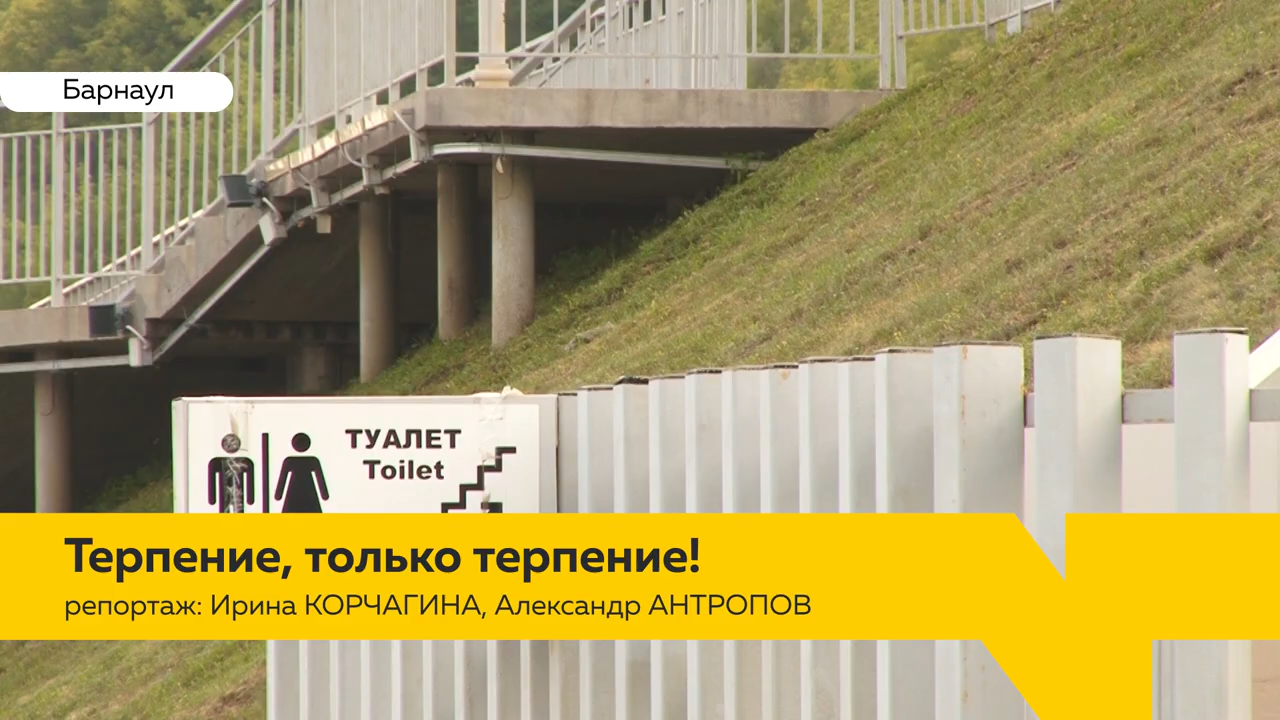 Барнаул
ТУАЛЕТ
Toilet
Терпение, только терпение!
репортаж: Ирина КОРЧАГИНА, Александр АНТРОПОВ